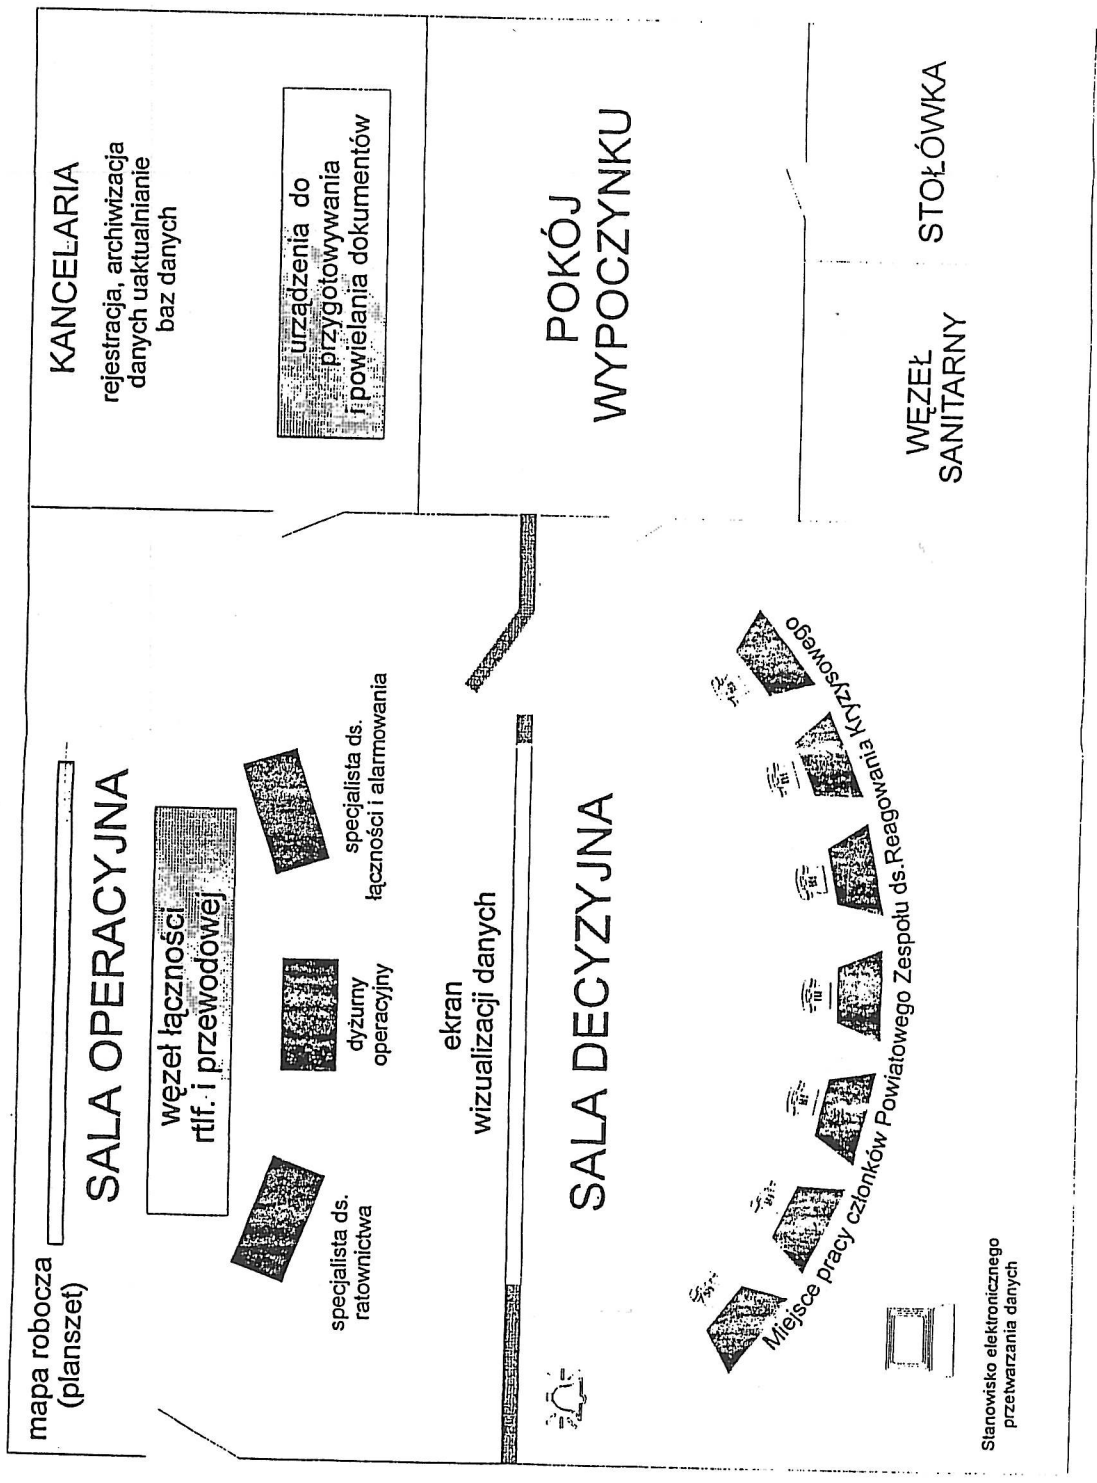 mapa robocza
(planszet)
SALA OPERACYJNA
węzeł łączności
rtlf. i przewodowej
specjalista ds.
ratownictwa
dyżurny
operacyjny
specjalista ds.
łączności i alarmowania
ekran
wizualizacji danych
KANCELARIA
rejestracja, archiwizacja
danych uaktualnianie
baz danych
urządzenia do
przygotowywania
i powielania dokumentów
SALA DECYZYJNA
Miejsce pracy członków Powiatowego Zespołu ds.Reagowania Kryzysowego
Stanowisko elektronicznego
przetwarzania danych
POKÓJ
WYPOCZYNKU
WĘZEŁ
SANITARNY
STOŁÓWKA